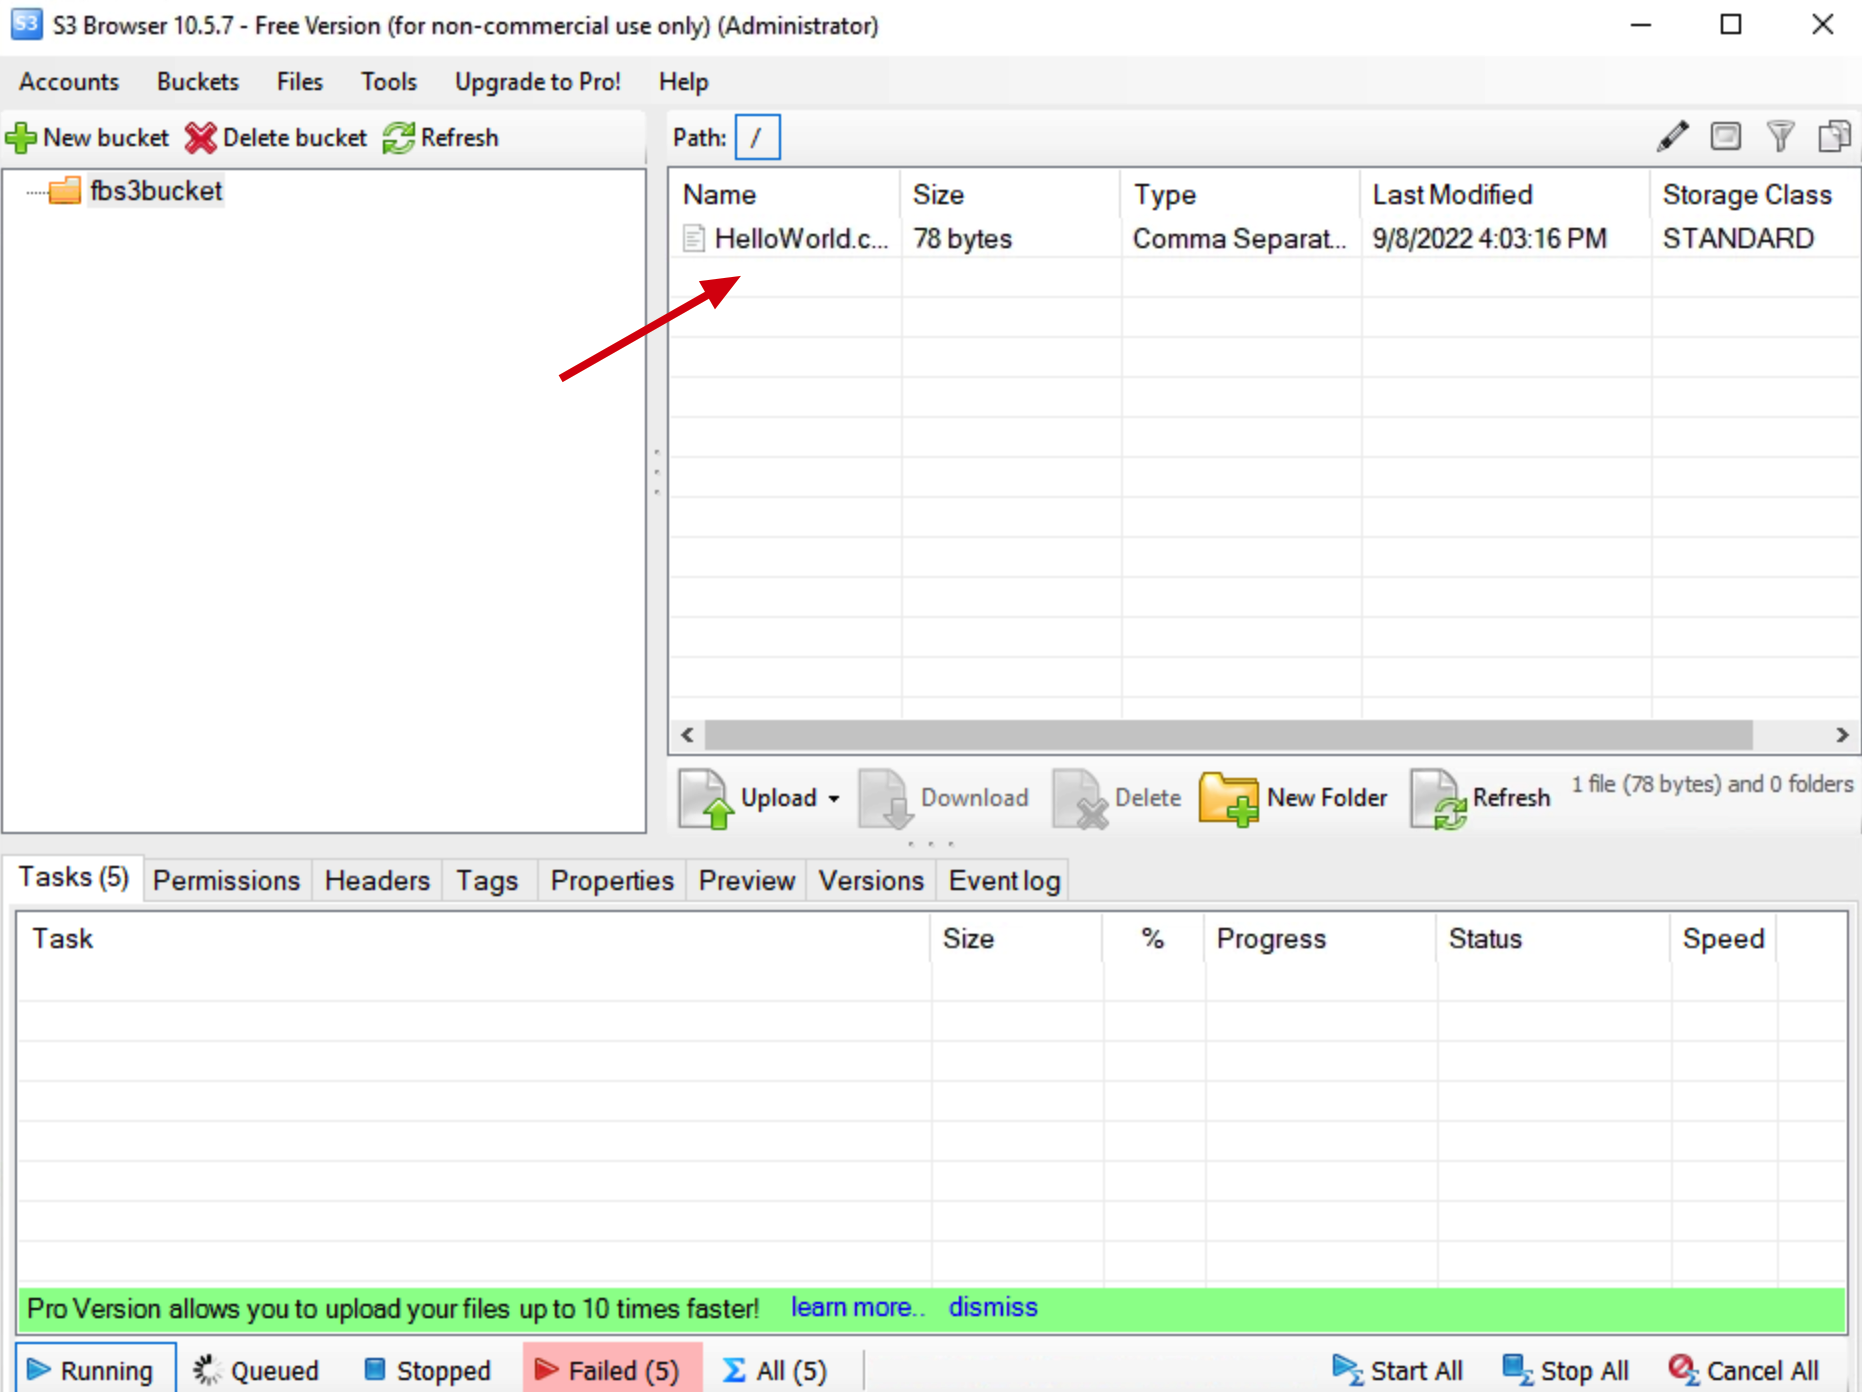 S3 S3 Browser 10.5.7 - Free Version (for non-commercial use only) (Administrator)
Accounts Buckets Files Tools Upgrade to Pro! Help
New bucket Delete bucket Refresh Path: /
fbs3bucket
Name Size Type Last Modified Storage Class
HelloWorld.c... 78 bytes Comma Separat... 9/8/2022 4:03:16 PM STANDARD
Upload Download Delete New Folder Refresh 1 file (78 bytes) and 0 folders
Tasks (5) Permissions Headers Tags Properties Preview Versions Event log
Task Size % Progress Status Speed
Pro Version allows you to upload your files up to 10 times faster! learn more.. dismiss
Running Queued Stopped Failed (5) Σ All (5) Start All Stop All Cancel All